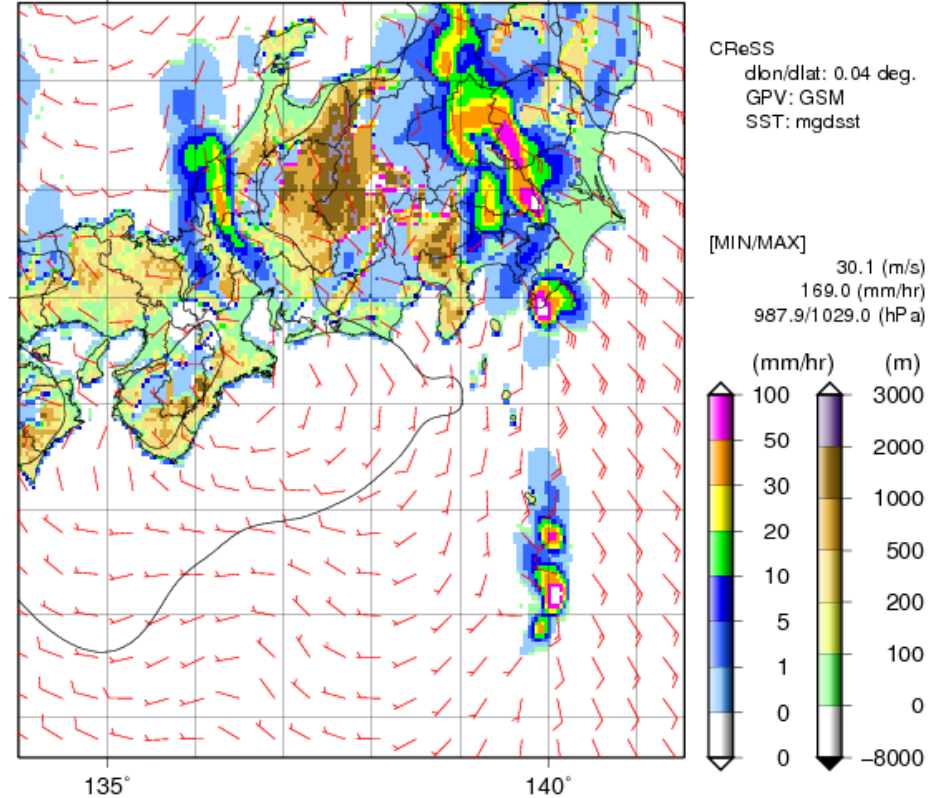 CReSS
dlon/dlat: 0.04 deg.
GPV: GSM
SST: mgdsst
[MIN/MAX]
30.1 (m/s)
169.0 (mm/hr)
987.9/1029.0 (hPa)
(mm/hr) (m)
100 3000
50 2000
30 1000
20 500
10 200
5 100
1 0
0
0 −8000
135° 140°